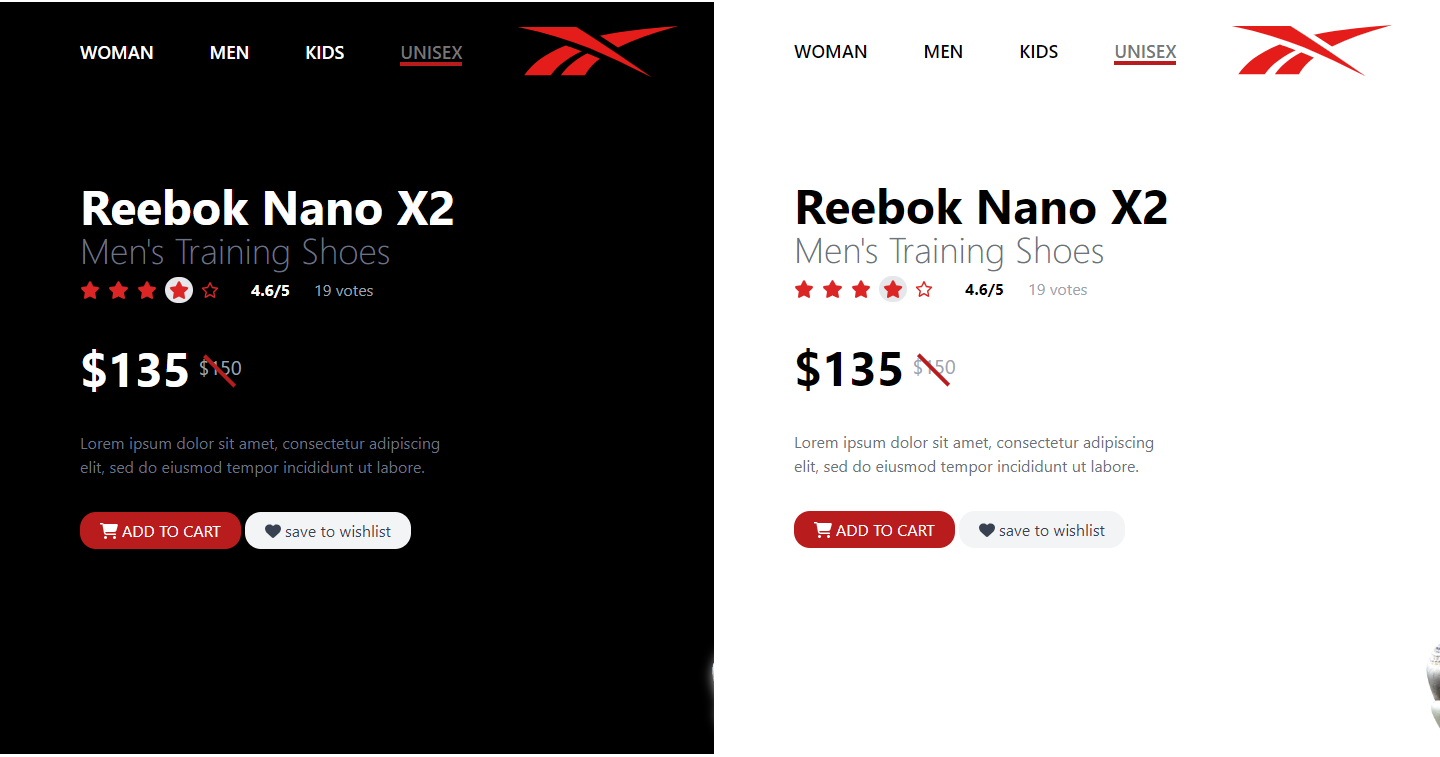 WOMAN MEN KIDS UNISEX
Reebok Nano X2
Men's Training Shoes
4.6/5 19 votes
$135 $150
Lorem ipsum dolor sit amet, consectetur adipiscing
elit, sed do eiusmod tempor incididunt ut labore.
ADD TO CART save to wishlist
WOMAN MEN KIDS UNISEX
Reebok Nano X2
Men's Training Shoes
4.6/5 19 votes
$135 $150
Lorem ipsum dolor sit amet, consectetur adipiscing
elit, sed do eiusmod tempor incididunt ut labore.
ADD TO CART save to wishlist